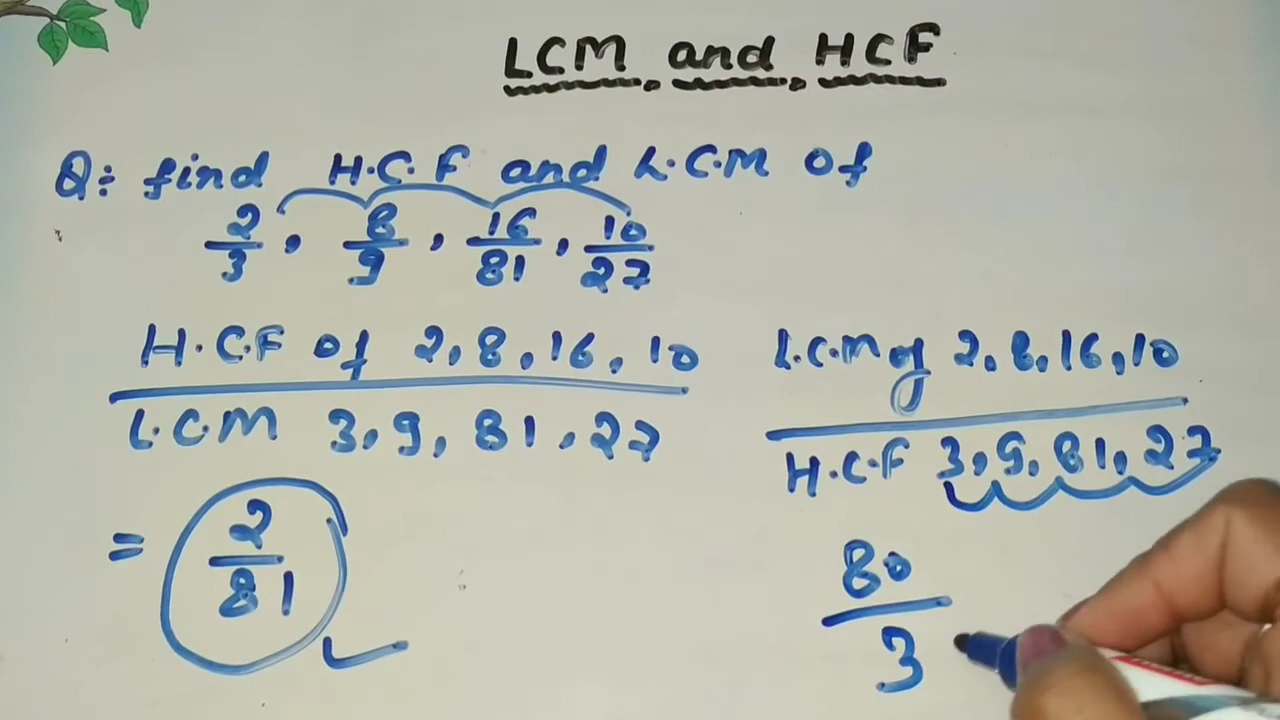 LCM and HCF
Q: find H.C.F and L.C.M of
2/3, 8/9, 16/81, 10/27
H.C.F of 2,8,16,10
L.C.M 3,9,81,27
= 2/81
L.C.M of 2,8,16,10
H.C.F 3,9,81,27
80/3